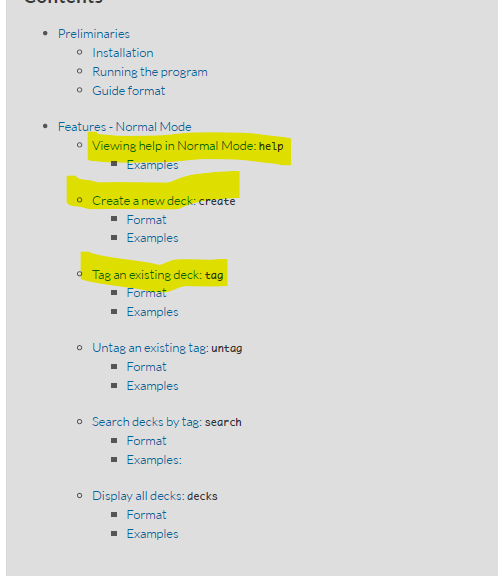 Contents
Preliminaries
Installation
Running the program
Guide format
Features - Normal Mode
Viewing help in Normal Mode: help
Examples
Create a new deck: create
Format
Examples
Tag an existing deck: tag
Format
Examples
Untag an existing tag: untag
Format
Examples
Search decks by tag: search
Format
Examples:
Display all decks: decks
Format
Examples